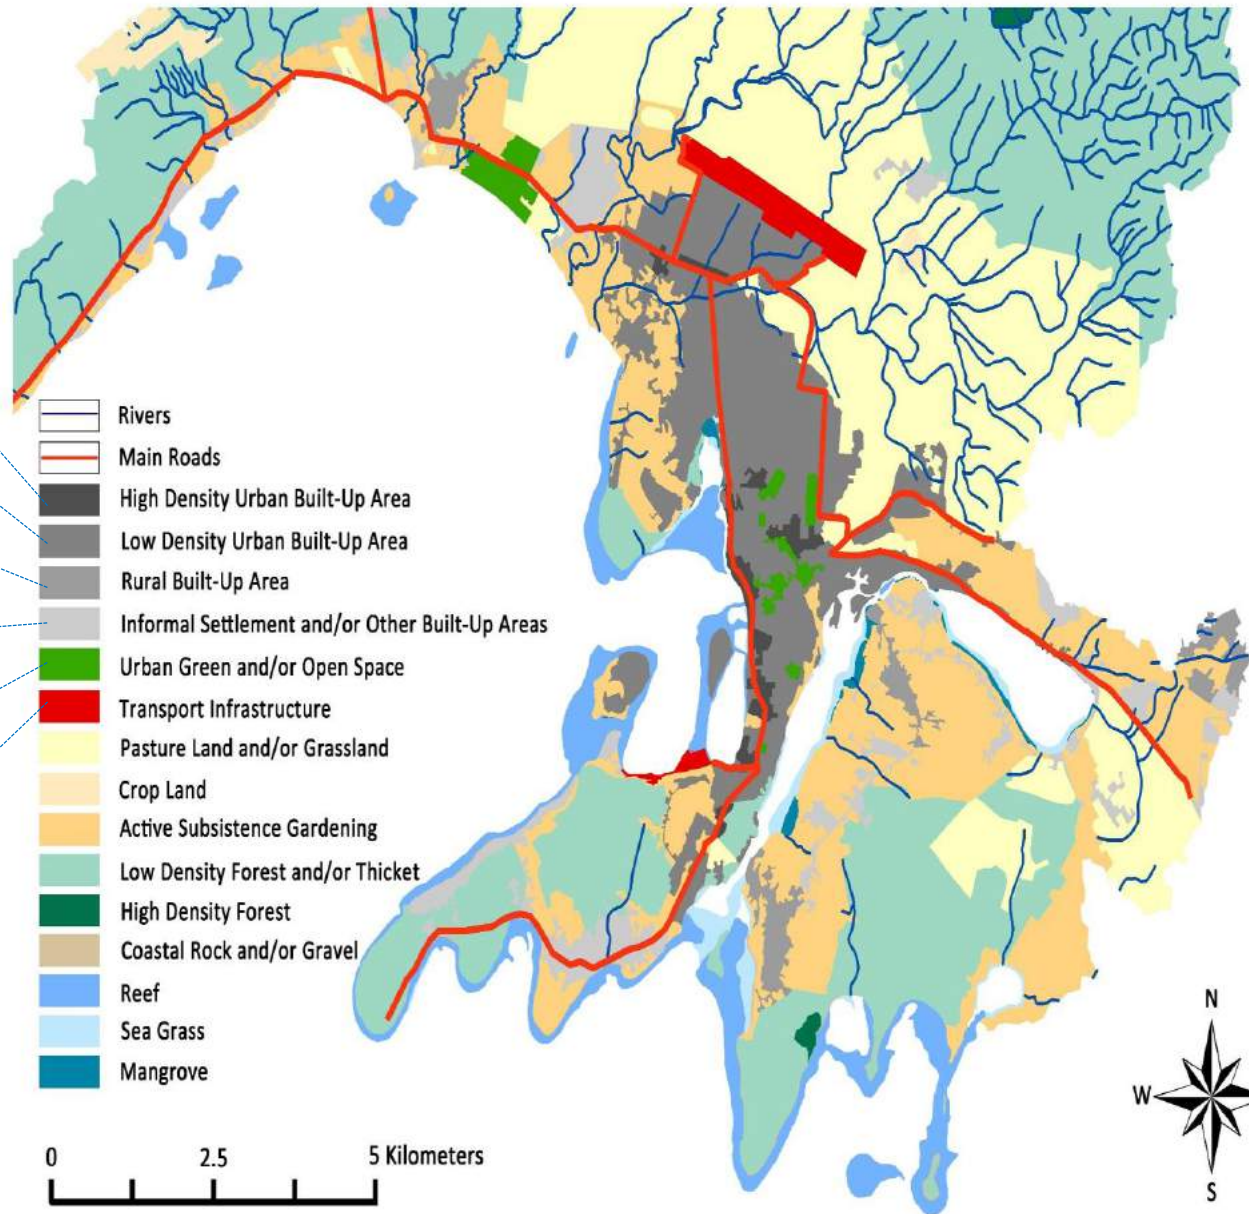 Rivers
Main Roads
High Density Urban Built-Up Area
Low Density Urban Built-Up Area
Rural Built-Up Area
Informal Settlement and/or Other Built-Up Areas
Urban Green and/or Open Space
Transport Infrastructure
Pasture Land and/or Grassland
Crop Land
Active Subsistence Gardening
Low Density Forest and/or Thicket
High Density Forest
Coastal Rock and/or Gravel
Reef
Sea Grass
Mangrove
0 2.5 5 Kilometers
N
W
S